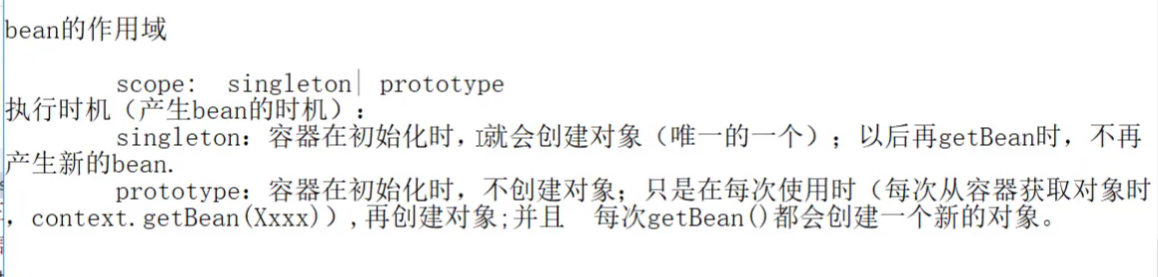 bean的作用域
scope: singleton| prototype
执行时机（产生bean的时机）：
singleton：容器在初始化时，就会创建对象（唯一的一个）；以后再getBean时，不再
产生新的bean.
prototype：容器在初始化时，不创建对象；只是在每次使用时（每次从容器获取对象时
，context.getBean(Xxxx)）,再创建对象;并且 每次getBean()都会创建一个新的对象。